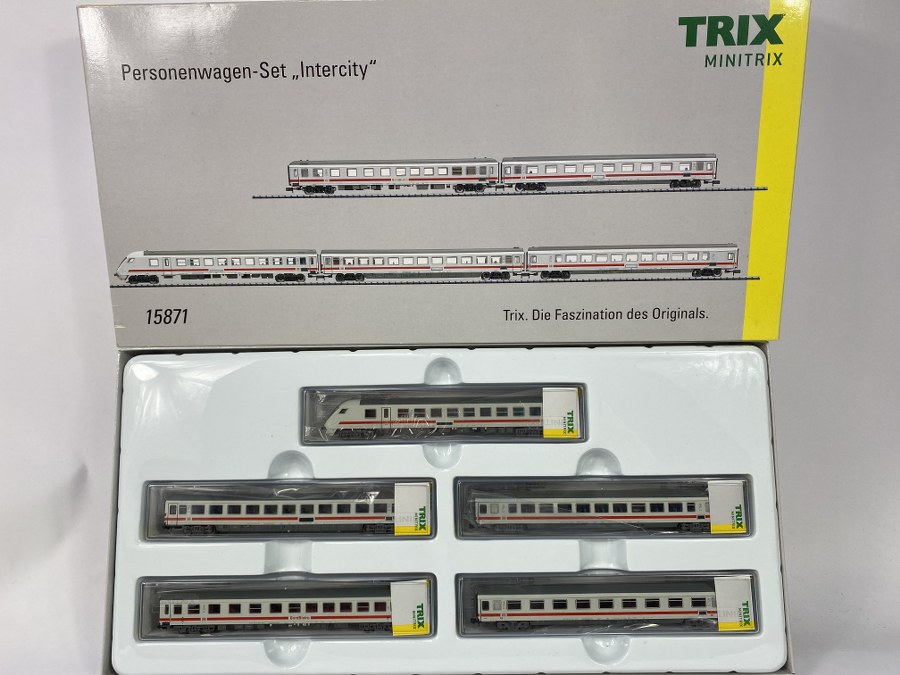 TRIX
MINITRIX
Personenwagen-Set „Intercity“
15871
Trix. Die Faszination des Originals.
TRIX
TRIX
TRIX
TRIX
TRIX